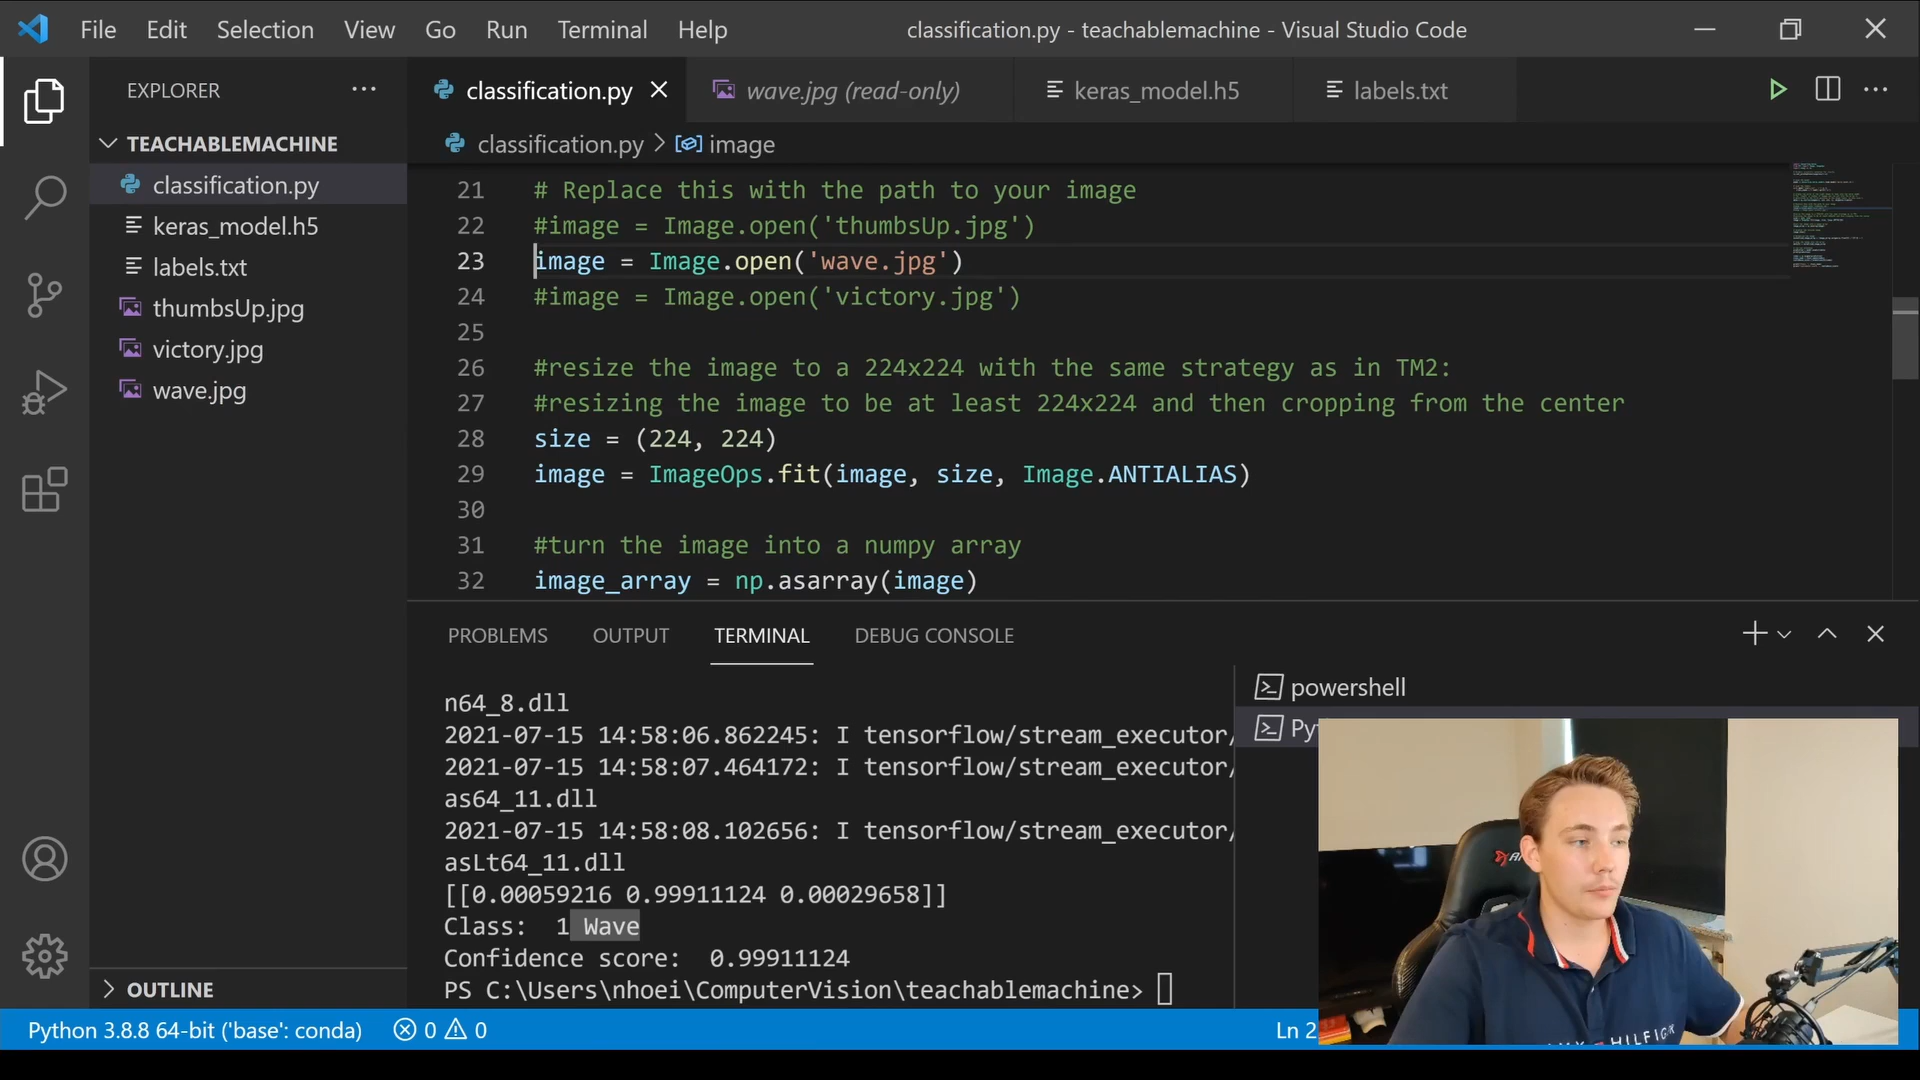 File Edit Selection View Go Run Terminal Help classification.py - teachablemachine - Visual Studio Code
EXPLORER
TEACHABLEMACHINE
classification.py
keras_model.h5
labels.txt
thumbsUp.jpg
victory.jpg
wave.jpg
OUTLINE
classification.py wave.jpg (read-only) keras_model.h5 labels.txt
classification.py > image
21 # Replace this with the path to your image
22 #image = Image.open('thumbsUp.jpg')
23 image = Image.open('wave.jpg')
24 #image = Image.open('victory.jpg')
25
26 #resize the image to a 224x224 with the same strategy as in TM2:
27 #resizing the image to be at least 224x224 and then cropping from the center
28 size = (224, 224)
29 image = ImageOps.fit(image, size, Image.ANTIALIAS)
30
31 #turn the image into a numpy array
32 image_array = np.asarray(image)
PROBLEMS OUTPUT TERMINAL DEBUG CONSOLE
n64_8.dll
2021-07-15 14:58:06.862245: I tensorflow/stream_executor/
2021-07-15 14:58:07.464172: I tensorflow/stream_executor/
as64_11.dll
2021-07-15 14:58:08.102656: I tensorflow/stream_executor/
asLt64_11.dll
[[0.00059216 0.99911124 0.00029658]]
Class:  1 Wave
Confidence score:  0.99911124
PS C:\Users\nhoei\ComputerVision\teachablemachine>
powershell
Py
Python 3.8.8 64-bit ('base': conda) 0 0 Ln 2